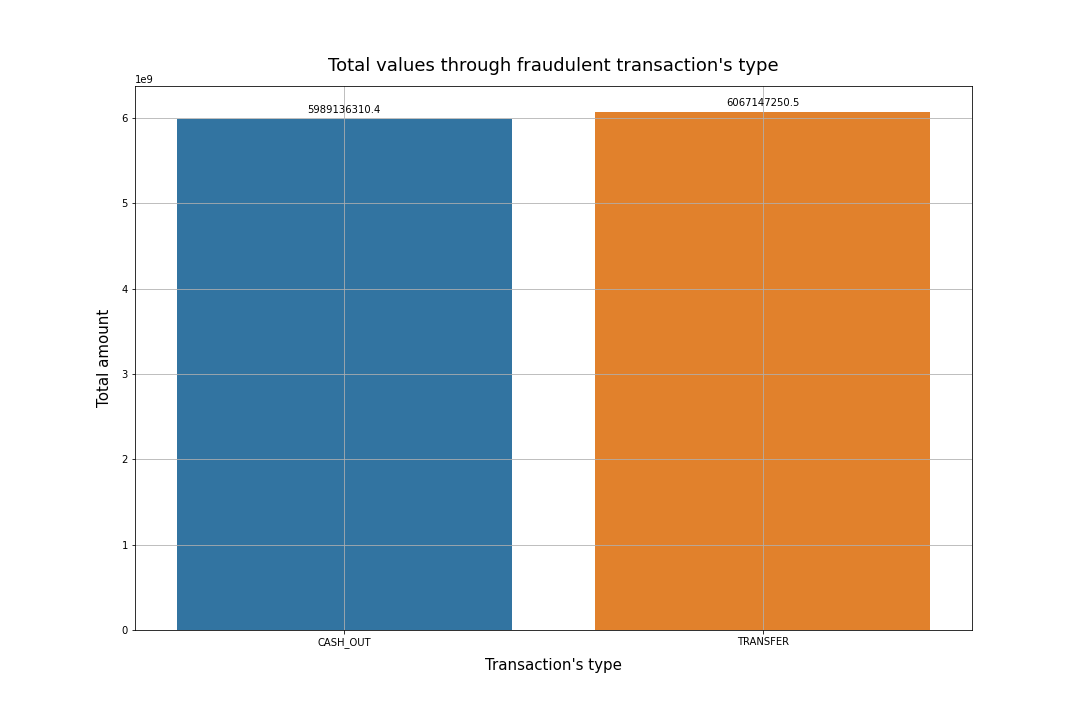 Total values through fraudulent transaction's type
1e9
5989136310.4
6067147250.5
6
5
4
3
2
1
0
Total amount
CASH_OUT
TRANSFER
Transaction's type